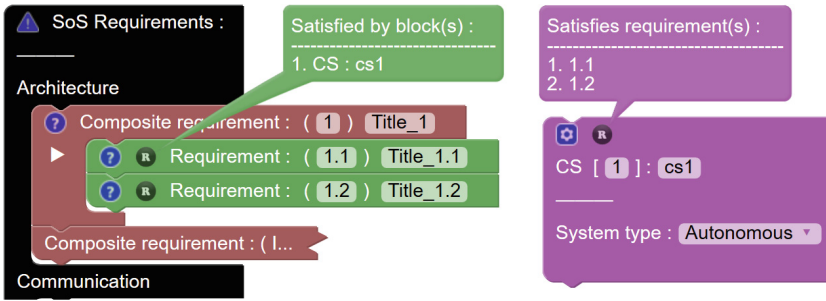 SoS Requirements :
Architecture
Composite requirement : ( 1 ) Title_1
R Requirement : ( 1.1 ) Title_1.1
R Requirement : ( 1.2 ) Title_1.2
Composite requirement : ( I...
Communication
Satisfied by block(s) :
--------------------------------
1. CS : cs1
Satisfies requirement(s) :
-------------------------------------
1. 1.1
2. 1.2
R
CS [ 1 ] : cs1
System type : Autonomous